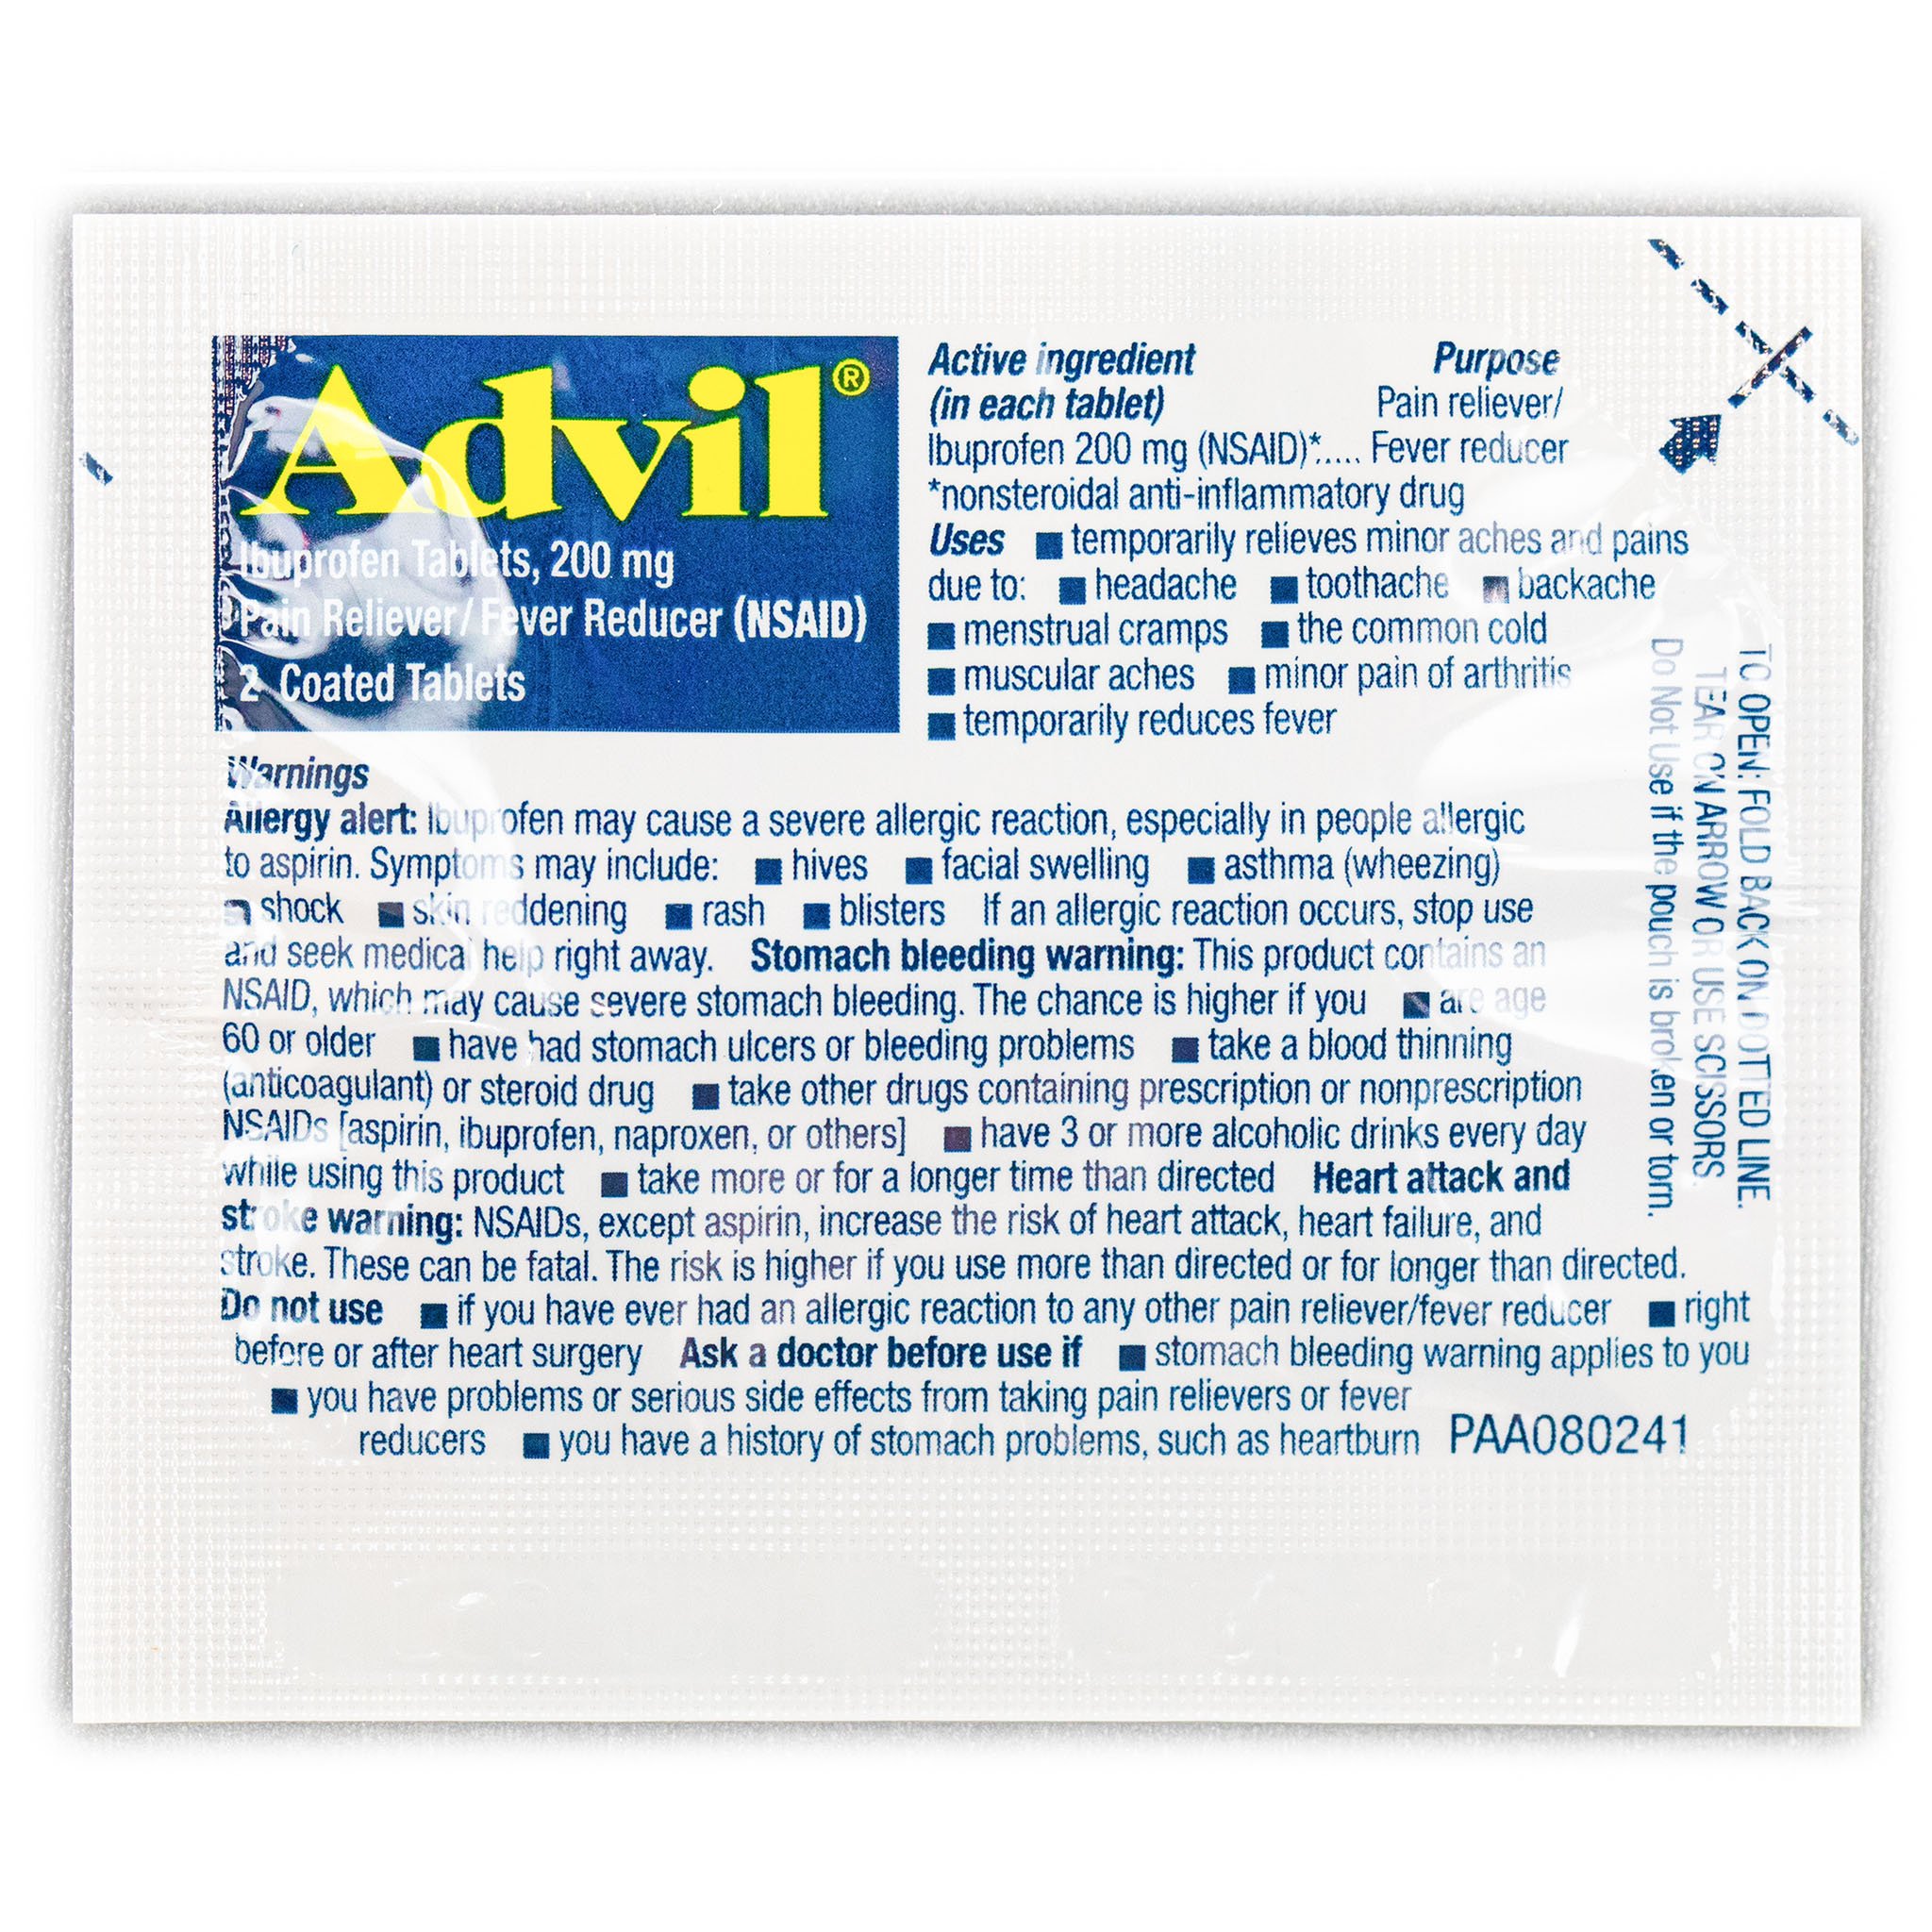 Advil®
Ibuprofen Tablets, 200 mg
Pain Reliever/Fever Reducer (NSAID)
2 Coated Tablets
Active ingredient Purpose
(in each tablet) Pain reliever/
Ibuprofen 200 mg (NSAID)*..... Fever reducer
*nonsteroidal anti-inflammatory drug
Uses ■ temporarily relieves minor aches and pains
due to: ■ headache ■ toothache ■ backache
■ menstrual cramps ■ the common cold
■ muscular aches ■ minor pain of arthritis
■ temporarily reduces fever
Warnings
Allergy alert: Ibuprofen may cause a severe allergic reaction, especially in people allergic
to aspirin. Symptoms may include: ■ hives ■ facial swelling ■ asthma (wheezing)
■ shock ■ skin reddening ■ rash ■ blisters If an allergic reaction occurs, stop use
and seek medical help right away. Stomach bleeding warning: This product contains an
NSAID, which may cause severe stomach bleeding. The chance is higher if you ■ are age
60 or older ■ have had stomach ulcers or bleeding problems ■ take a blood thinning
(anticoagulant) or steroid drug ■ take other drugs containing prescription or nonprescription
NSAIDs [aspirin, ibuprofen, naproxen, or others] ■ have 3 or more alcoholic drinks every day
while using this product ■ take more or for a longer time than directed Heart attack and
stroke warning: NSAIDs, except aspirin, increase the risk of heart attack, heart failure, and
stroke. These can be fatal. The risk is higher if you use more than directed or for longer than directed.
Do not use ■ if you have ever had an allergic reaction to any other pain reliever/fever reducer ■ right
before or after heart surgery Ask a doctor before use if ■ stomach bleeding warning applies to you
■ you have problems or serious side effects from taking pain relievers or fever
reducers ■ you have a history of stomach problems, such as heartburn PAA080241
TO OPEN: FOLD BACK ON DOTTED LINE.
TEAR ON ARROW OR USE SCISSORS.
Do Not Use if the pouch is broken or torn.